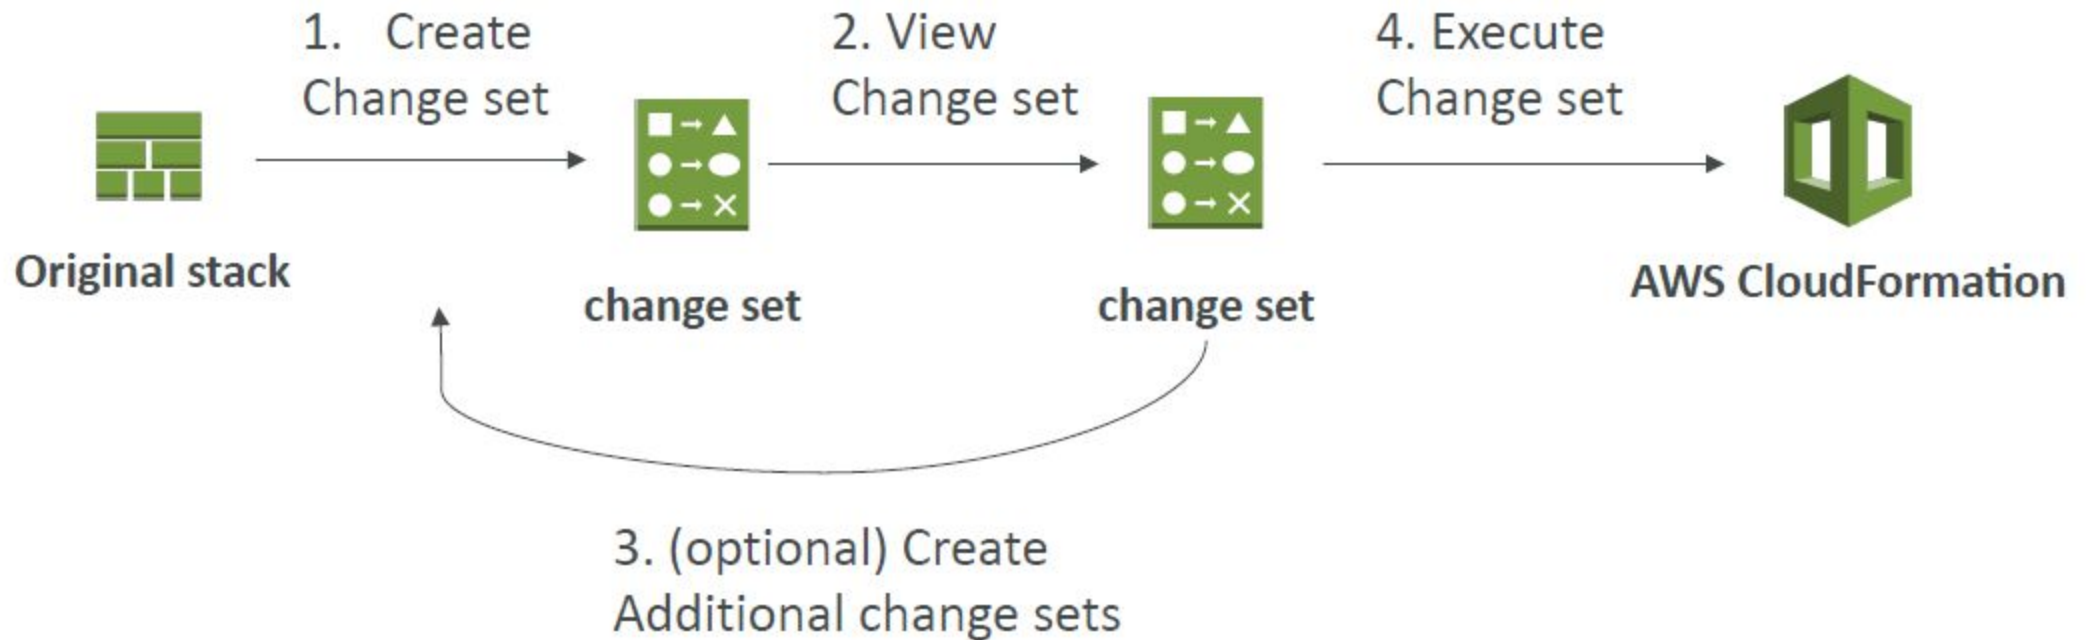 1. Create
Change set
2. View
Change set
4. Execute
Change set
Original stack
change set
change set
AWS CloudFormation
3. (optional) Create
Additional change sets